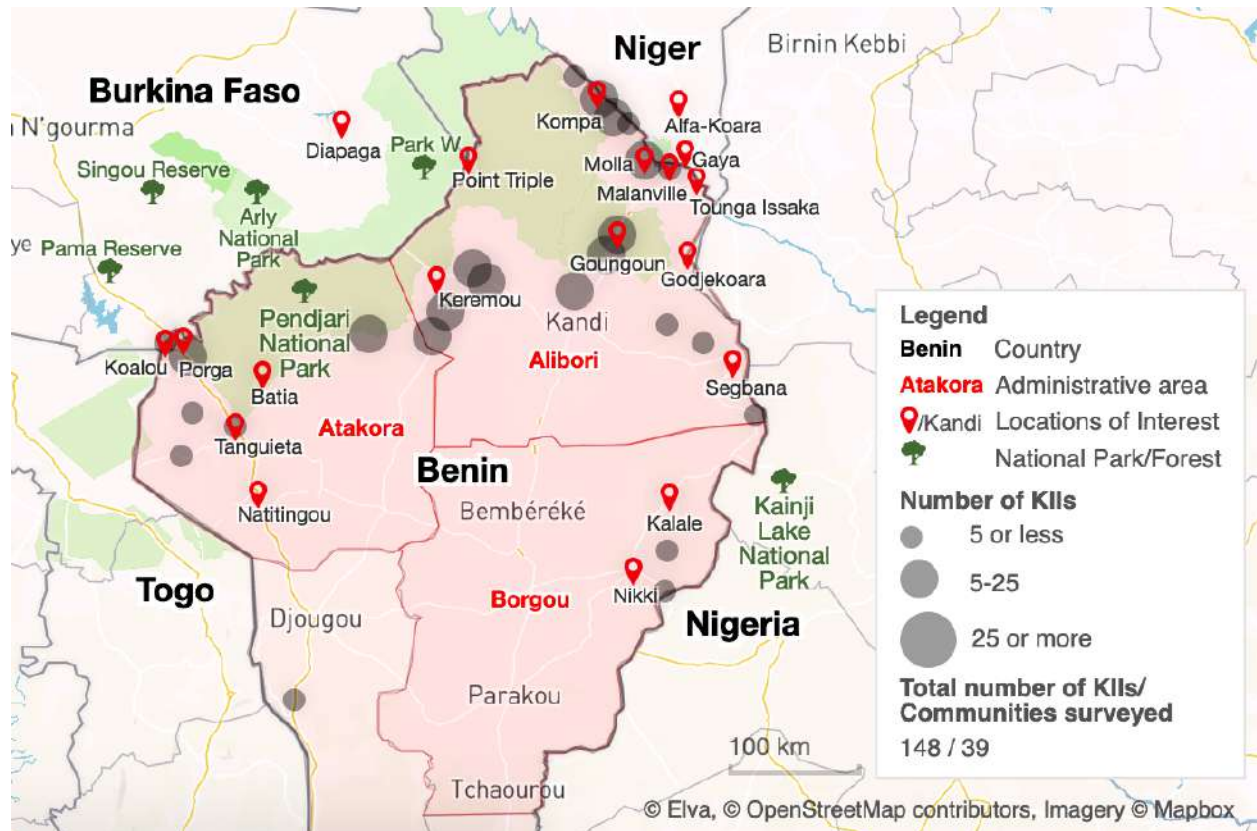 Niger
Birnin Kebbi
Burkina Faso
N'gourma
Diapaga
Kompa
Alfa-Koara
Park W
Singou Reserve
Point Triple
Molla
Gaya
Malanville
Tounga Issaka
Arly
National
Park
ye
Pama Reserve
Goungoun
Godjekoara
Keremou
Pendjari
National
Park
Kandi
Koalou
Porga
Batia
Alibori
Segbana
Tanguieta
Atakora
Benin
Natitingou
Bembéréké
Kalale
Kainji
Lake
National
Park
Togo
Djougou
Borgou
Nikki
Nigeria
Parakou
Tchaourou
100 km
Legend
Benin Country
Atakora Administrative area
/Kandi Locations of Interest
National Park/Forest
Number of KIIs
5 or less
5-25
25 or more
Total number of KIIs/
Communities surveyed
148 / 39
© Elva, © OpenStreetMap contributors, Imagery © Mapbox